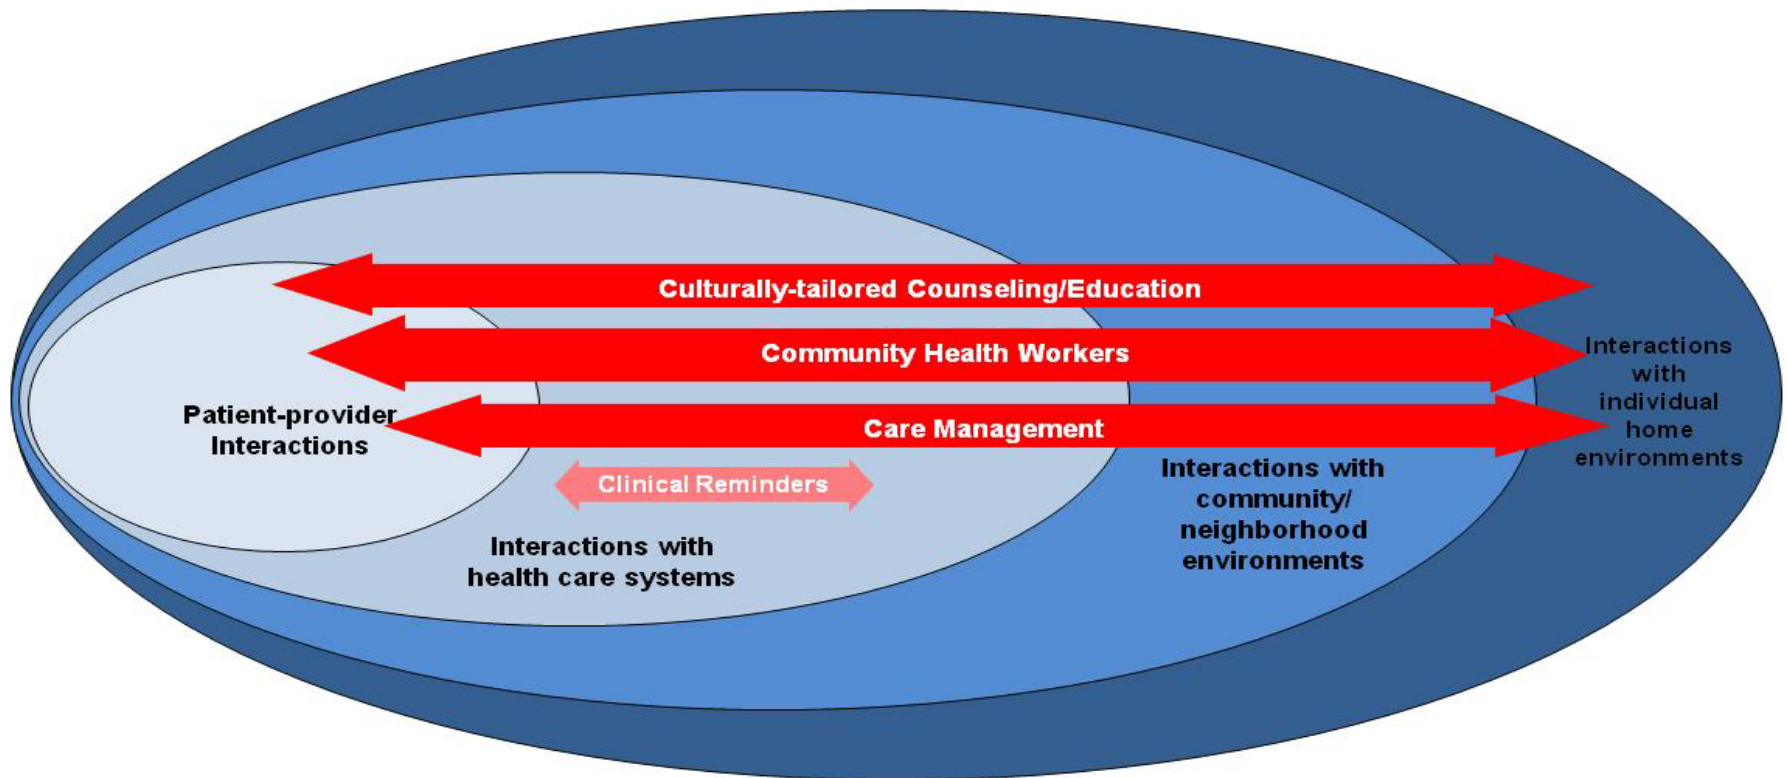 Culturally-tailored Counseling/Education
Community Health Workers
Care Management
Clinical Reminders
Patient-provider
Interactions
Interactions with
health care systems
Interactions with
community/
neighborhood
environments
Interactions
with
individual
home
environments